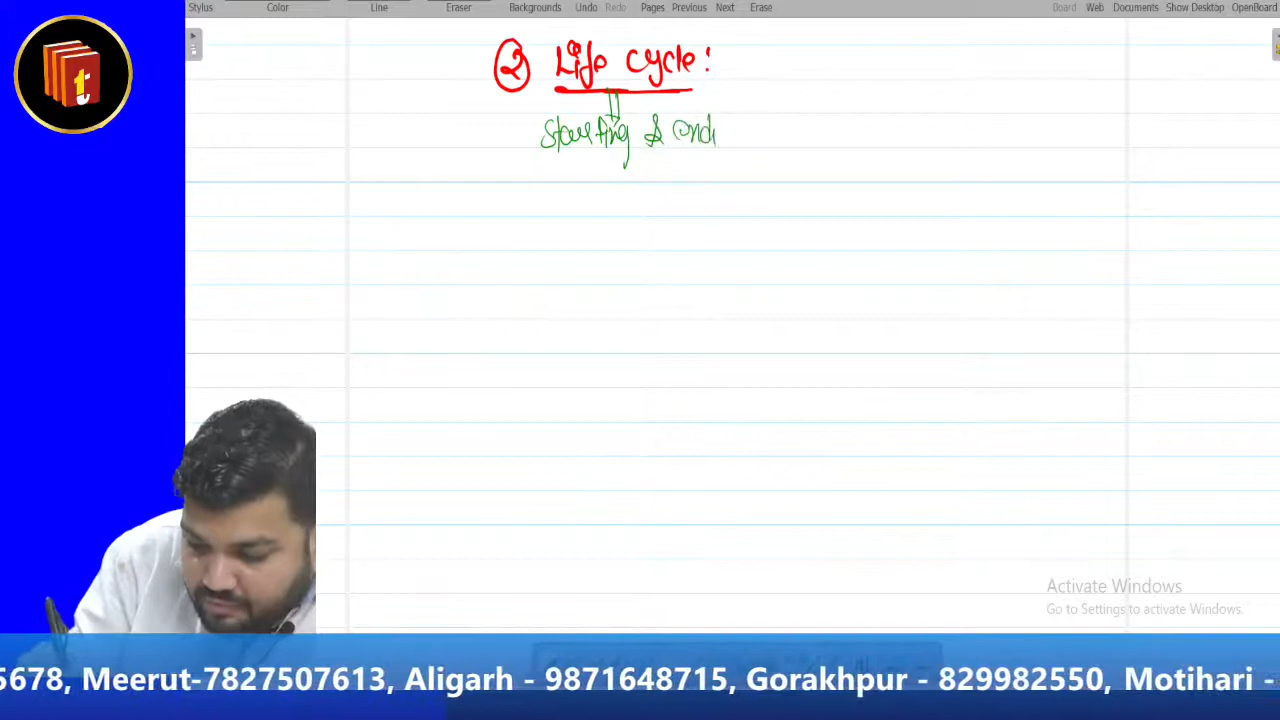 Stylus Color Line Eraser Backgrounds Undo Redo Pages Previous Next Erase Board Web Documents Show Desktop OpenBoard
t
② Life cycle:
Starting & end
Activate Windows
Go to Settings to activate Windows.
5678, Meerut-7827507613, Aligarh - 9871648715, Gorakhpur - 829982550, Motihari -